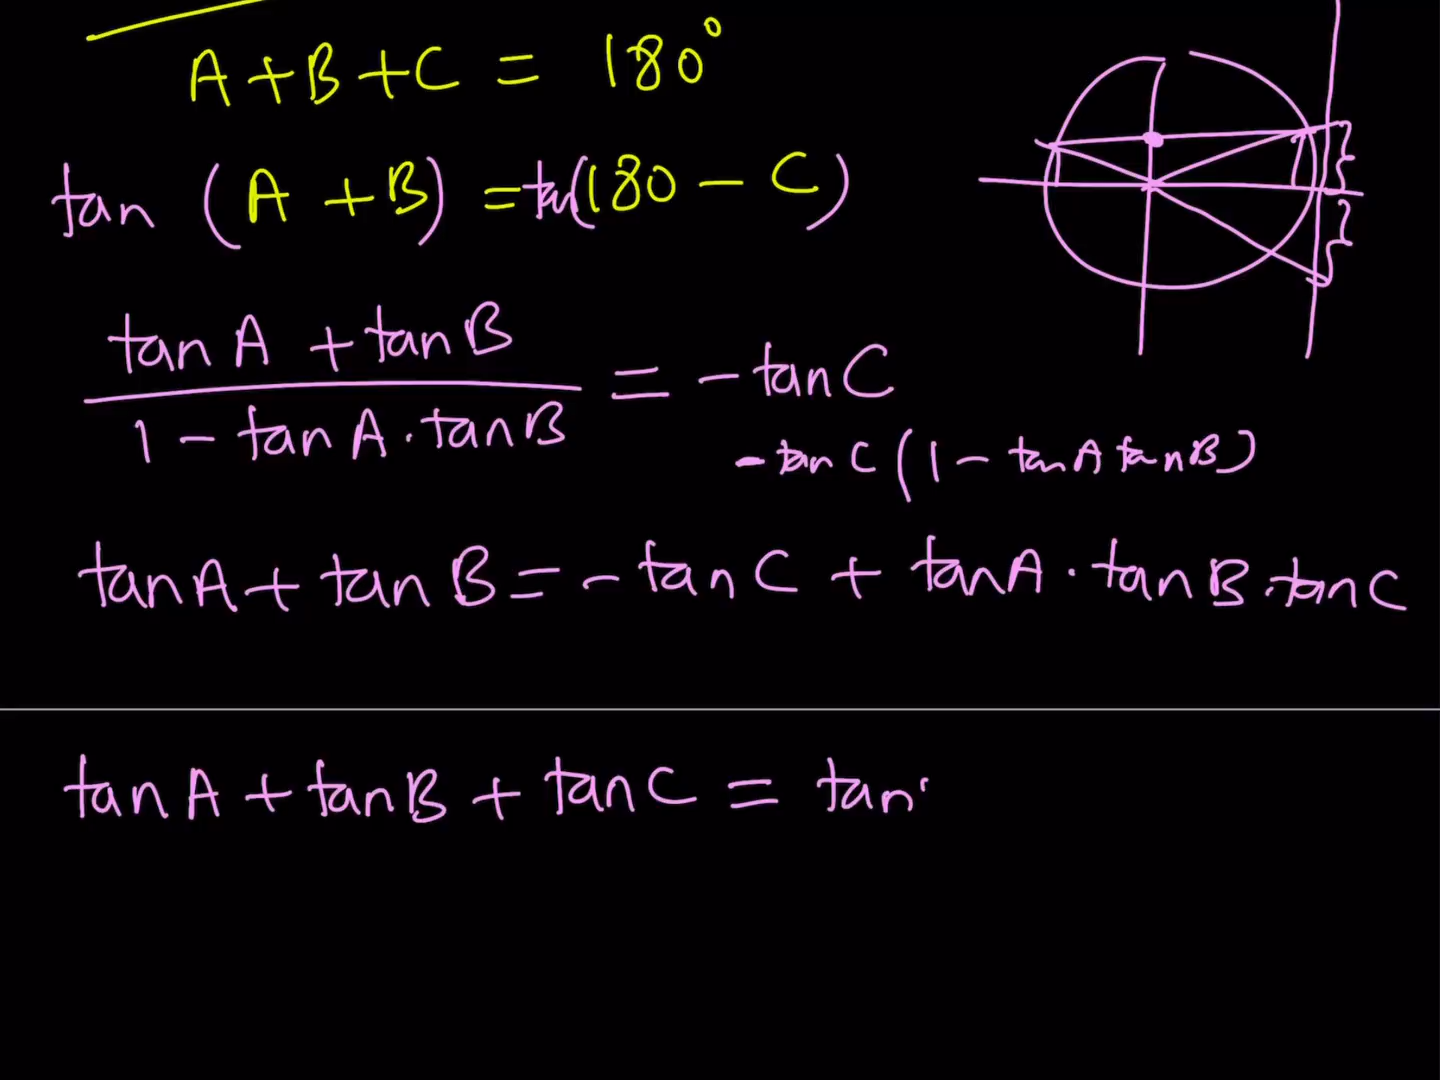 A + B + C = 180°
tan (A + B) = tan(180 - C)
tan A + tan B
1 - tan A · tan B
= - tan C
- tan C (1 - tan A tan B)
tan A + tan B = - tan C + tan A · tan B · tan C
tan A + tan B + tan C = tan